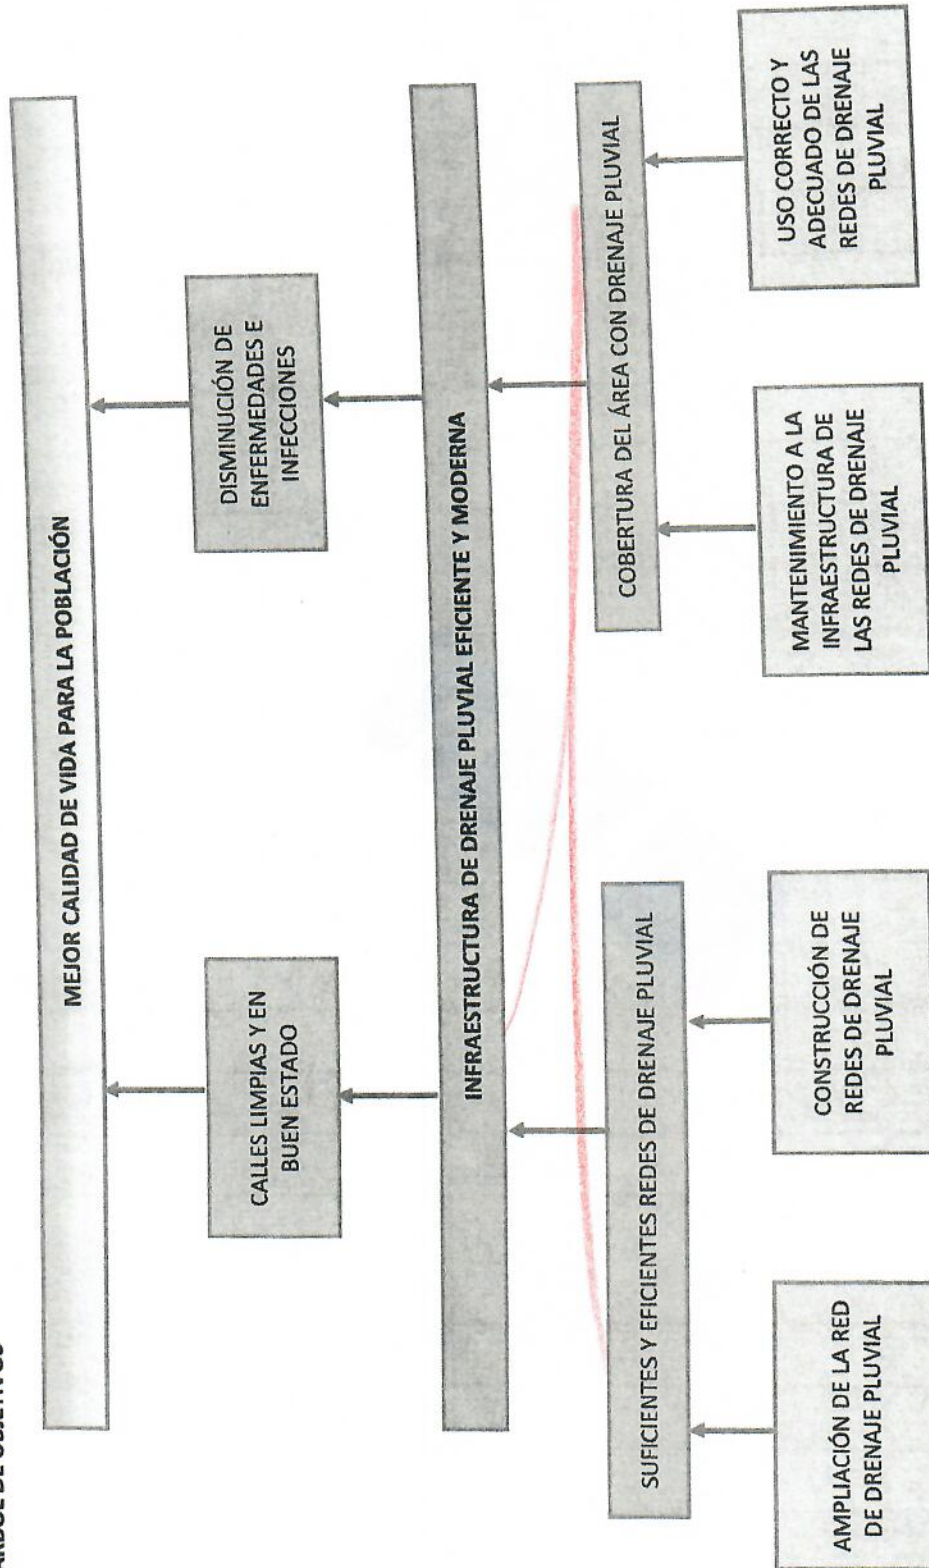 ÁRBOL DE OBJETIVOS
MEJOR CALIDAD DE VIDA PARA LA POBLACIÓN
CALLES LIMPIAS Y EN
BUEN ESTADO
DISMINUCIÓN DE
ENFERMEDADES E
INFECCIONES
INFRAESTRUCTURA DE DRENAJE PLUVIAL EFICIENTE Y MODERNA
SUFICIENTES Y EFICIENTES REDES DE DRENAJE PLUVIAL
COBERTURA DEL ÁREA CON DRENAJE PLUVIAL
AMPLIACIÓN DE LA RED
DE DRENAJE PLUVIAL
CONSTRUCCIÓN DE
REDES DE DRENAJE
PLUVIAL
MANTENIMIENTO A LA
INFRAESTRUCTURA DE
LAS REDES DE DRENAJE
PLUVIAL
USO CORRECTO Y
ADECUADO DE LAS
REDES DE DRENAJE
PLUVIAL